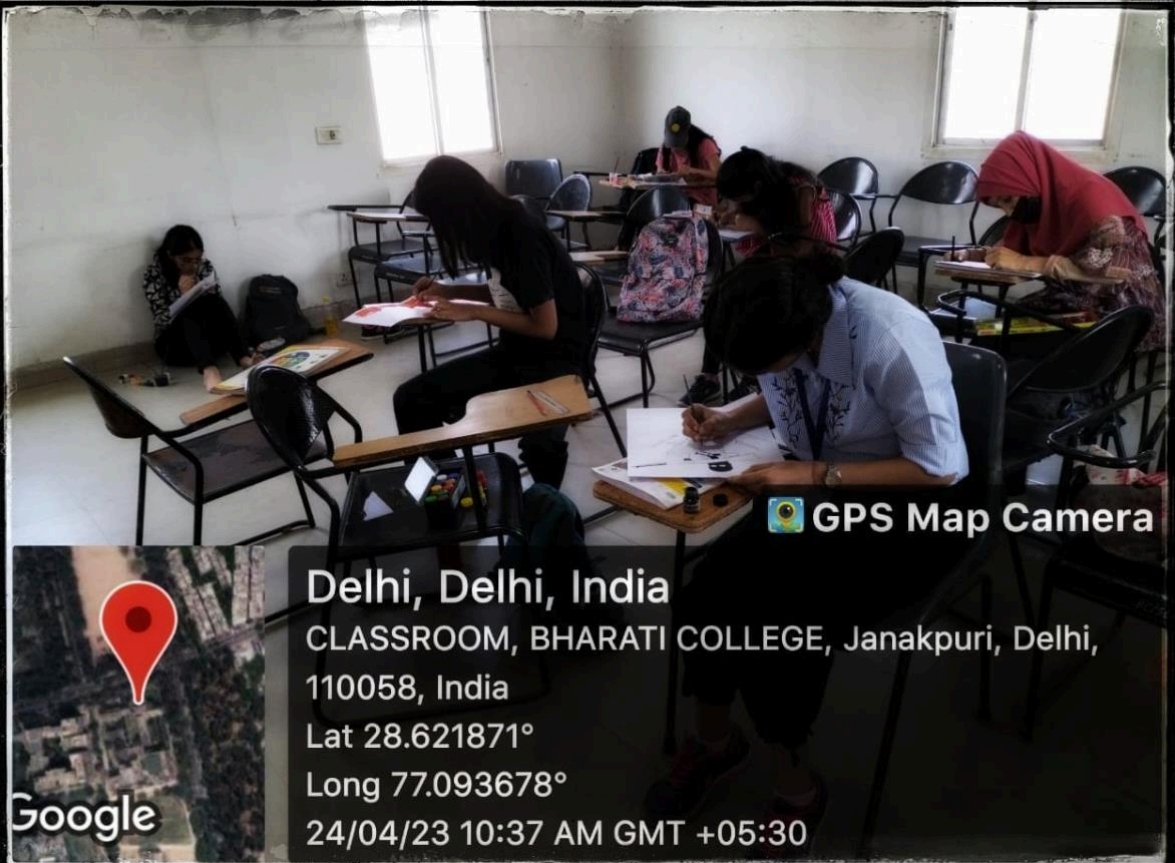 GPS Map Camera
Delhi, Delhi, India
CLASSROOM, BHARATI COLLEGE, Janakpuri, Delhi,
110058, India
Lat 28.621871°
Long 77.093678°
24/04/23 10:37 AM GMT +05:30
Google